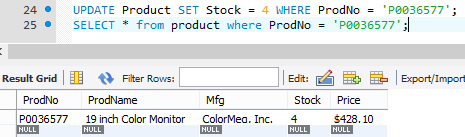 24 UPDATE Product SET Stock = 4 WHERE ProdNo = 'P0036577';
25 SELECT * from product where ProdNo = 'P0036577';
Result Grid Filter Rows: Edit: Export/Import
ProdNo ProdName Mfg Stock Price
P0036577 19 inch Color Monitor ColorMeg, Inc. 4 $428.10
NULL NULL NULL NULL NULL